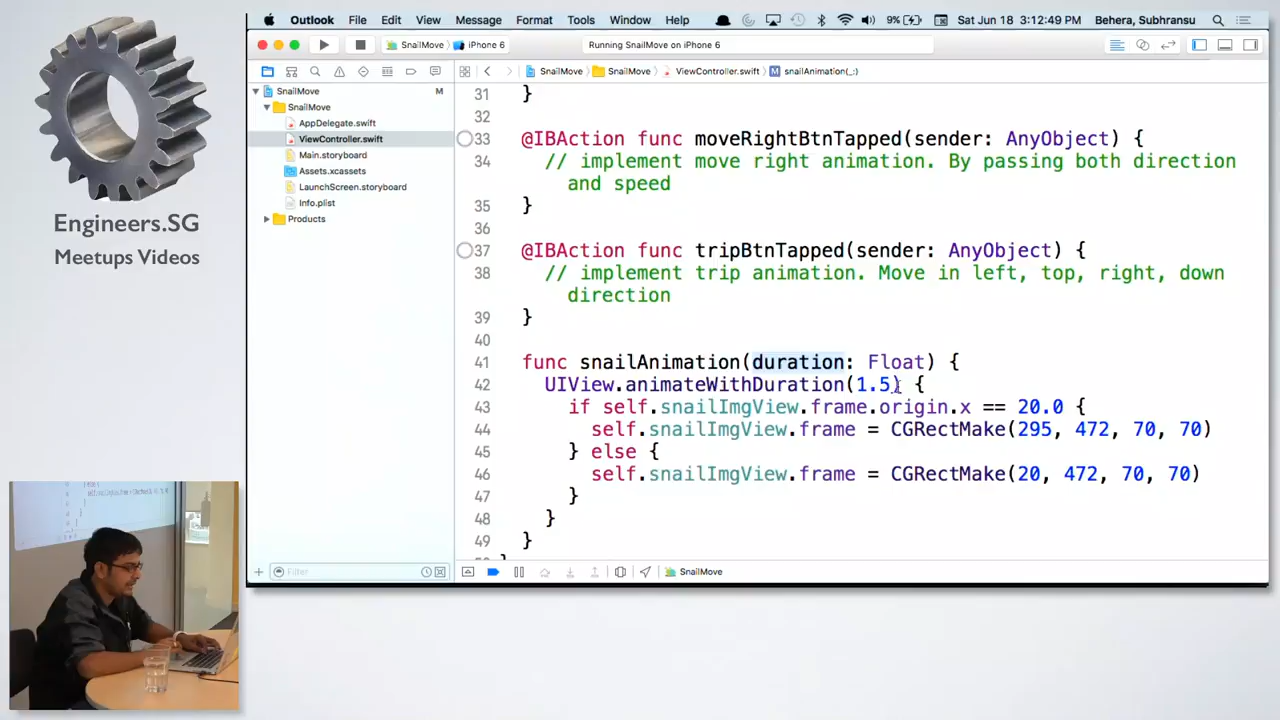 Outlook File Edit View Message Format Tools Window Help 9% Sat Jun 18 3:12:49 PM Behera, Subhransu
SnailMove iPhone 6 Running SnailMove on iPhone 6
SnailMove SnailMove ViewController.swift M snailAnimation(_:)
SnailMove M
SnailMove
AppDelegate.swift
ViewController.swift
Main.storyboard
Assets.xcassets
LaunchScreen.storyboard
Info.plist
Products
Filter
31 }
32
33 @IBAction func moveRightBtnTapped(sender: AnyObject) {
34 // implement move right animation. By passing both direction
and speed
35 }
36
37 @IBAction func tripBtnTapped(sender: AnyObject) {
38 // implement trip animation. Move in left, top, right, down
direction
39 }
40
41 func snailAnimation(duration: Float) {
42 UIView.animateWithDuration(1.5) {
43 if self.snailImgView.frame.origin.x == 20.0 {
44 self.snailImgView.frame = CGRectMake(295, 472, 70, 70)
45 } else {
46 self.snailImgView.frame = CGRectMake(20, 472, 70, 70)
47 }
48 }
49 }
SnailMove
Engineers.SG
Meetups Videos